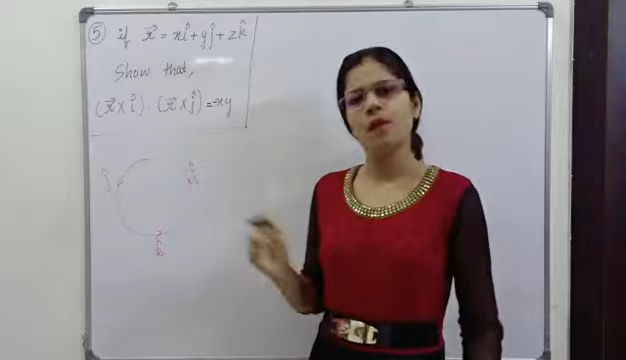 5 if r⃗ = xî + yĵ + zk̂
Show that,
(r⃗ × î) · (r⃗ × ĵ) = -xy
ĵ
k̂